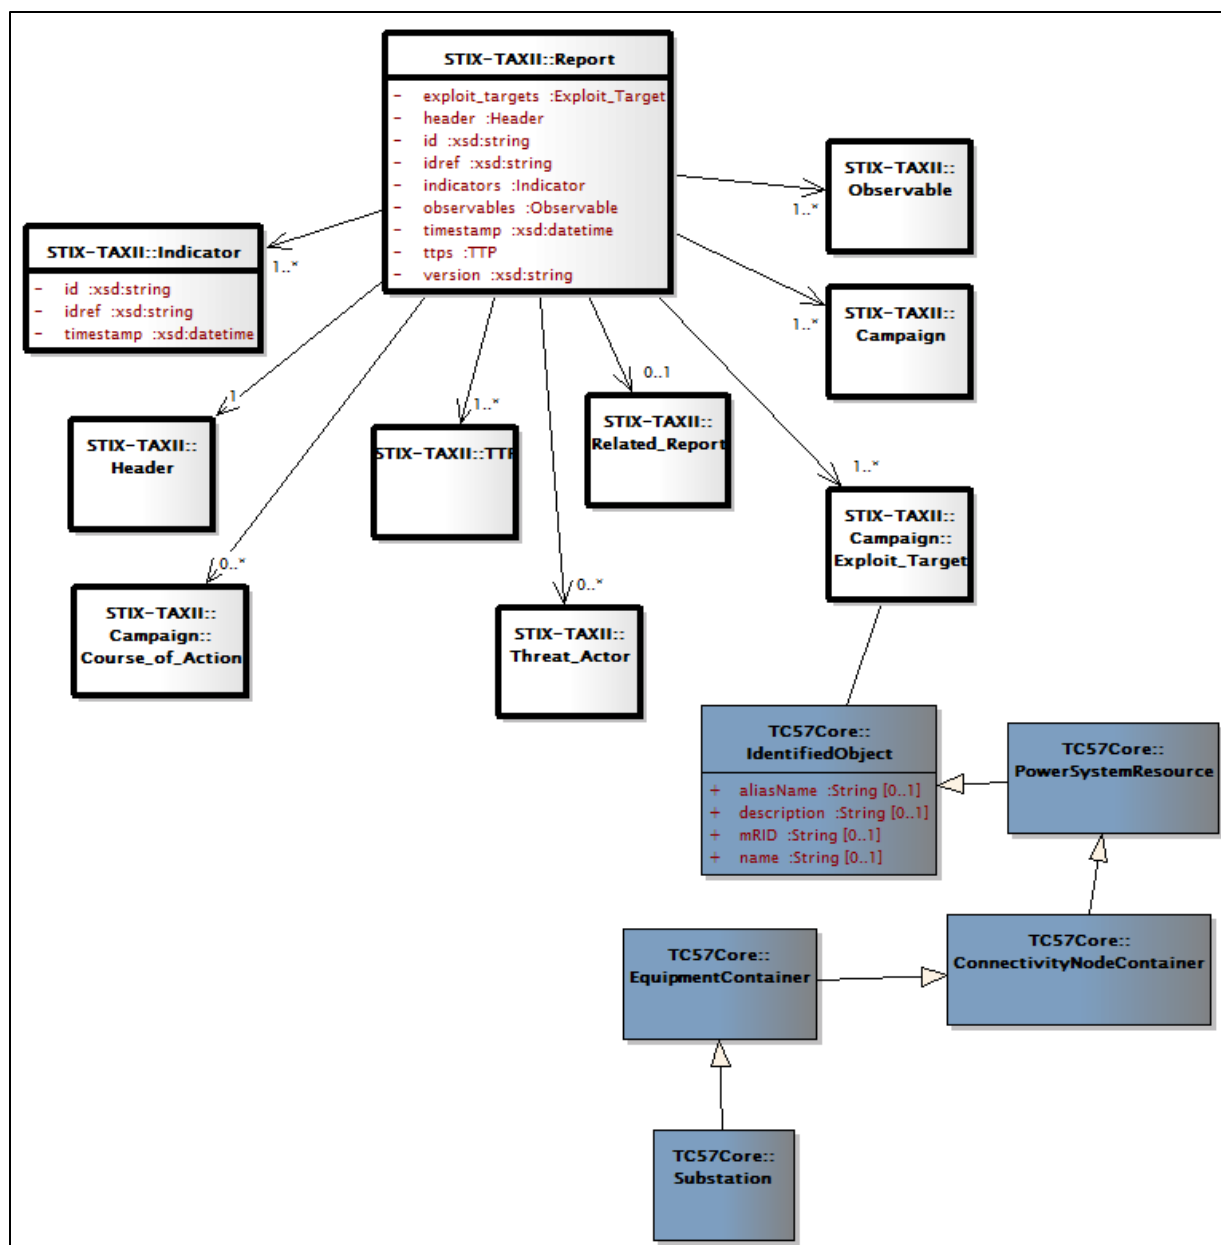 STIX-TAXII::Report
- exploit_targets :Exploit_Target
- header :Header
- id :xsd:string
- idref :xsd:string
- indicators :Indicator
- observables :Observable
- timestamp :xsd:datetime
- ttps :TTP
- version :xsd:string
STIX-TAXII::
Observable
1..*
STIX-TAXII::Indicator
- id :xsd:string
- idref :xsd:string
- timestamp :xsd:datetime
1..*
STIX-TAXII::
Campaign
1..*
STIX-TAXII::
Header
1
STIX-TAXII::TTP
1..*
STIX-TAXII::
Related_Report
0..1
STIX-TAXII::
Campaign::
Exploit_Target
1..*
STIX-TAXII::
Campaign::
Course_of_Action
0..*
STIX-TAXII::
Threat_Actor
0..*
TC57Core::
IdentifiedObject
+ aliasName :String [0..1]
+ description :String [0..1]
+ mRID :String [0..1]
+ name :String [0..1]
TC57Core::
PowerSystemResource
TC57Core::
EquipmentContainer
TC57Core::
ConnectivityNodeContainer
TC57Core::
Substation